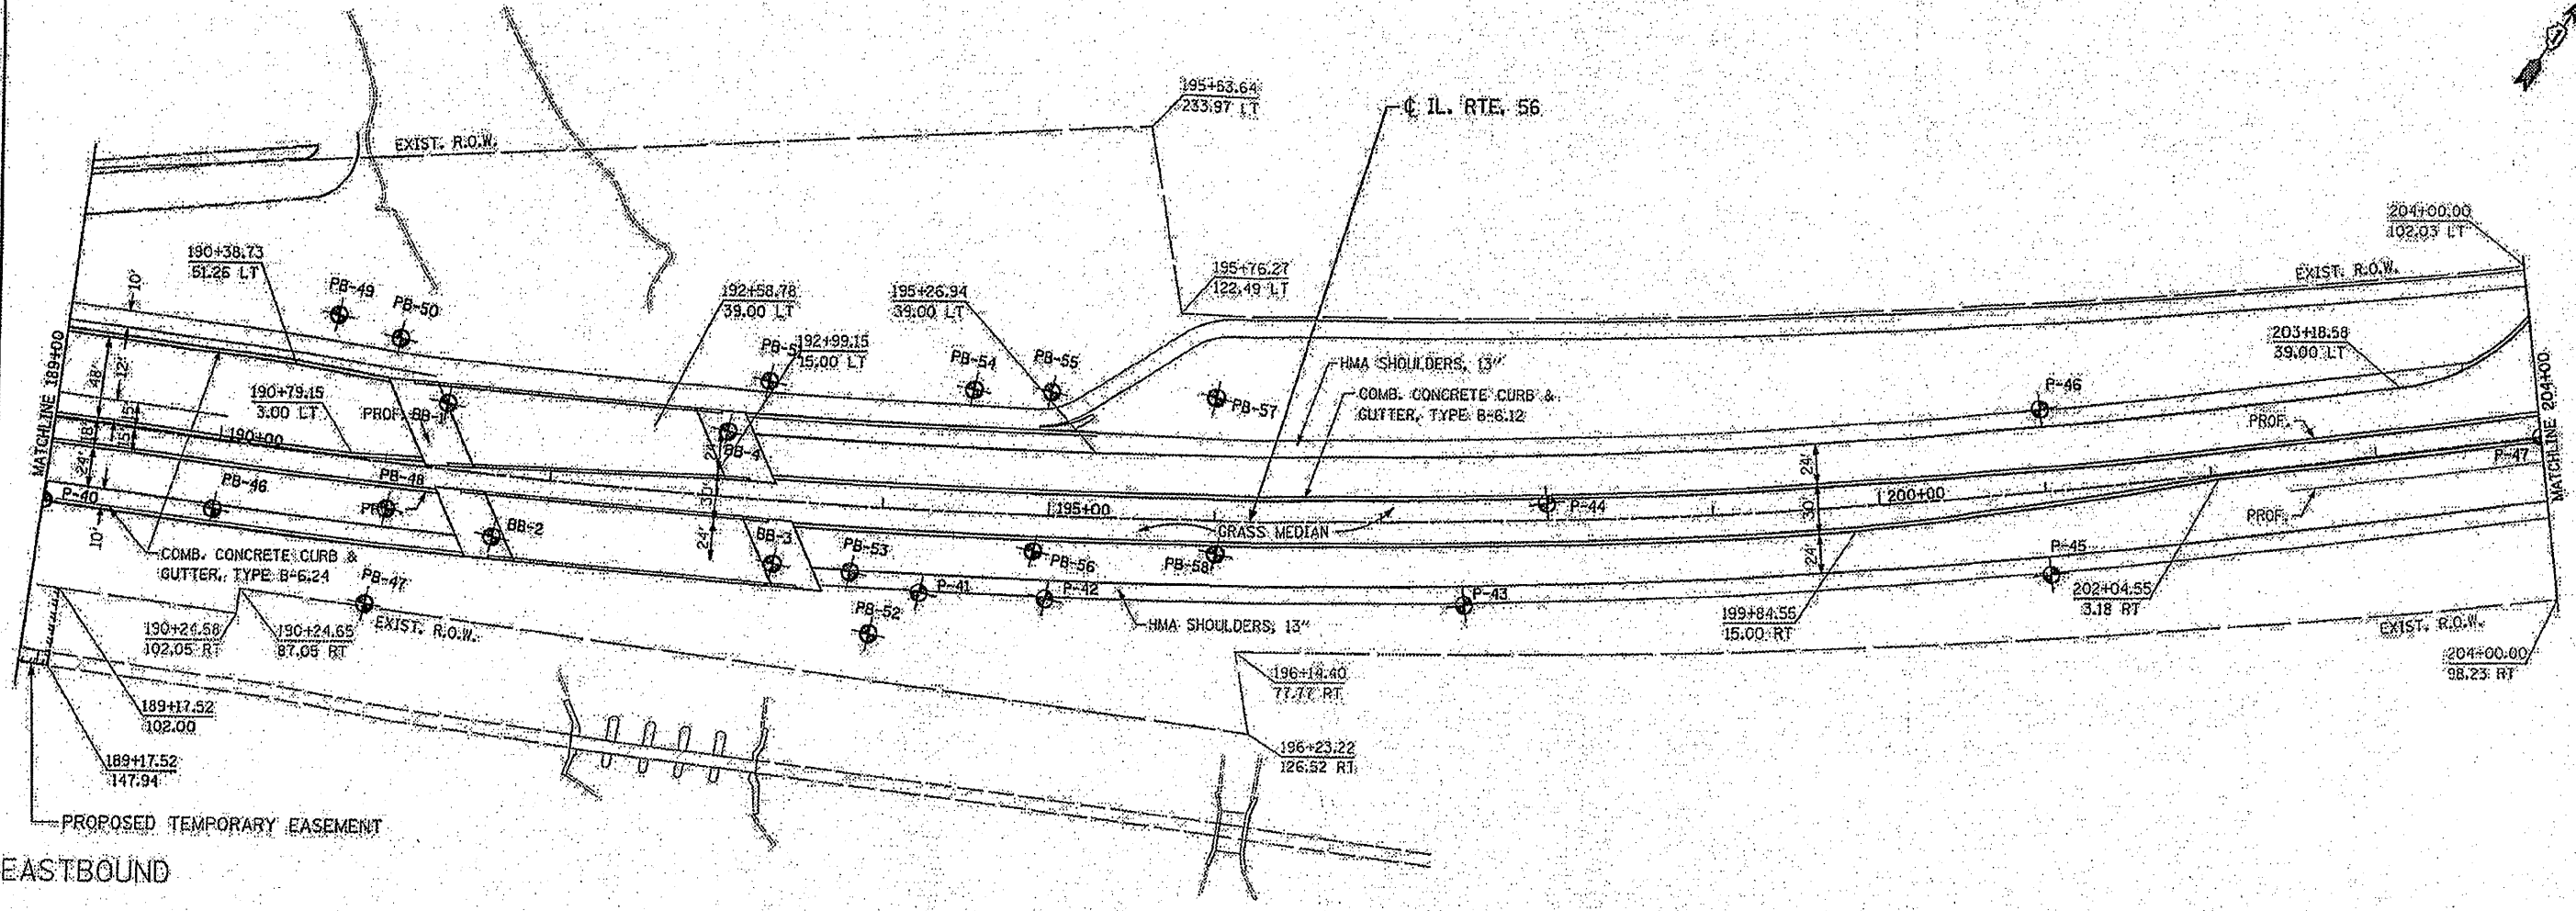 195+53.64
233.97 LT
℄ IL. RTE. 56
EXIST. R.O.W.
204+00.00
102.03 LT
190+38.73
51.26 LT
10'
PB-49
PB-50
192+58.78
39.00 LT
195+26.94
39.00 LT
195+76.27
122.49 LT
EXIST. R.O.W.
203+18.58
39.00 LT
192+99.15
15.00 LT
PB-54
PB-55
PB-57
HMA SHOULDERS, 13"
COMB. CONCRETE CURB &
GUTTER, TYPE B-6.12
P-46
PROF.
MATCHLINE 189+00
48'
12'
190+79.15
3.00 LT
PROF.
BB-1
BB-4
15'
18'
15'
24'
190+00
P-40
PB-46
PB-48
BB-2
10'
COMB. CONCRETE CURB &
GUTTER, TYPE B-6.24
PB-47
30'
24'
BB-3
PB-53
195+00
GRASS MEDIAN
PB-56
PB-58
P-41
P-42
PB-52
HMA SHOULDERS, 13"
P-44
P-43
24'
30'
24'
200+00
P-47
MATCHLINE 204+00
PROF.
P-45
202+04.55
3.18 RT
199+84.56
15.00 RT
EXIST. R.O.W.
204+00.00
98.23 RT
190+24.58
102.05 RT
190+24.65
87.05 RT
EXIST. R.O.W.
196+14.40
77.77 RT
196+23.22
126.52 RT
189+17.52
102.00
189+17.52
147.94
PROPOSED TEMPORARY EASEMENT
EASTBOUND